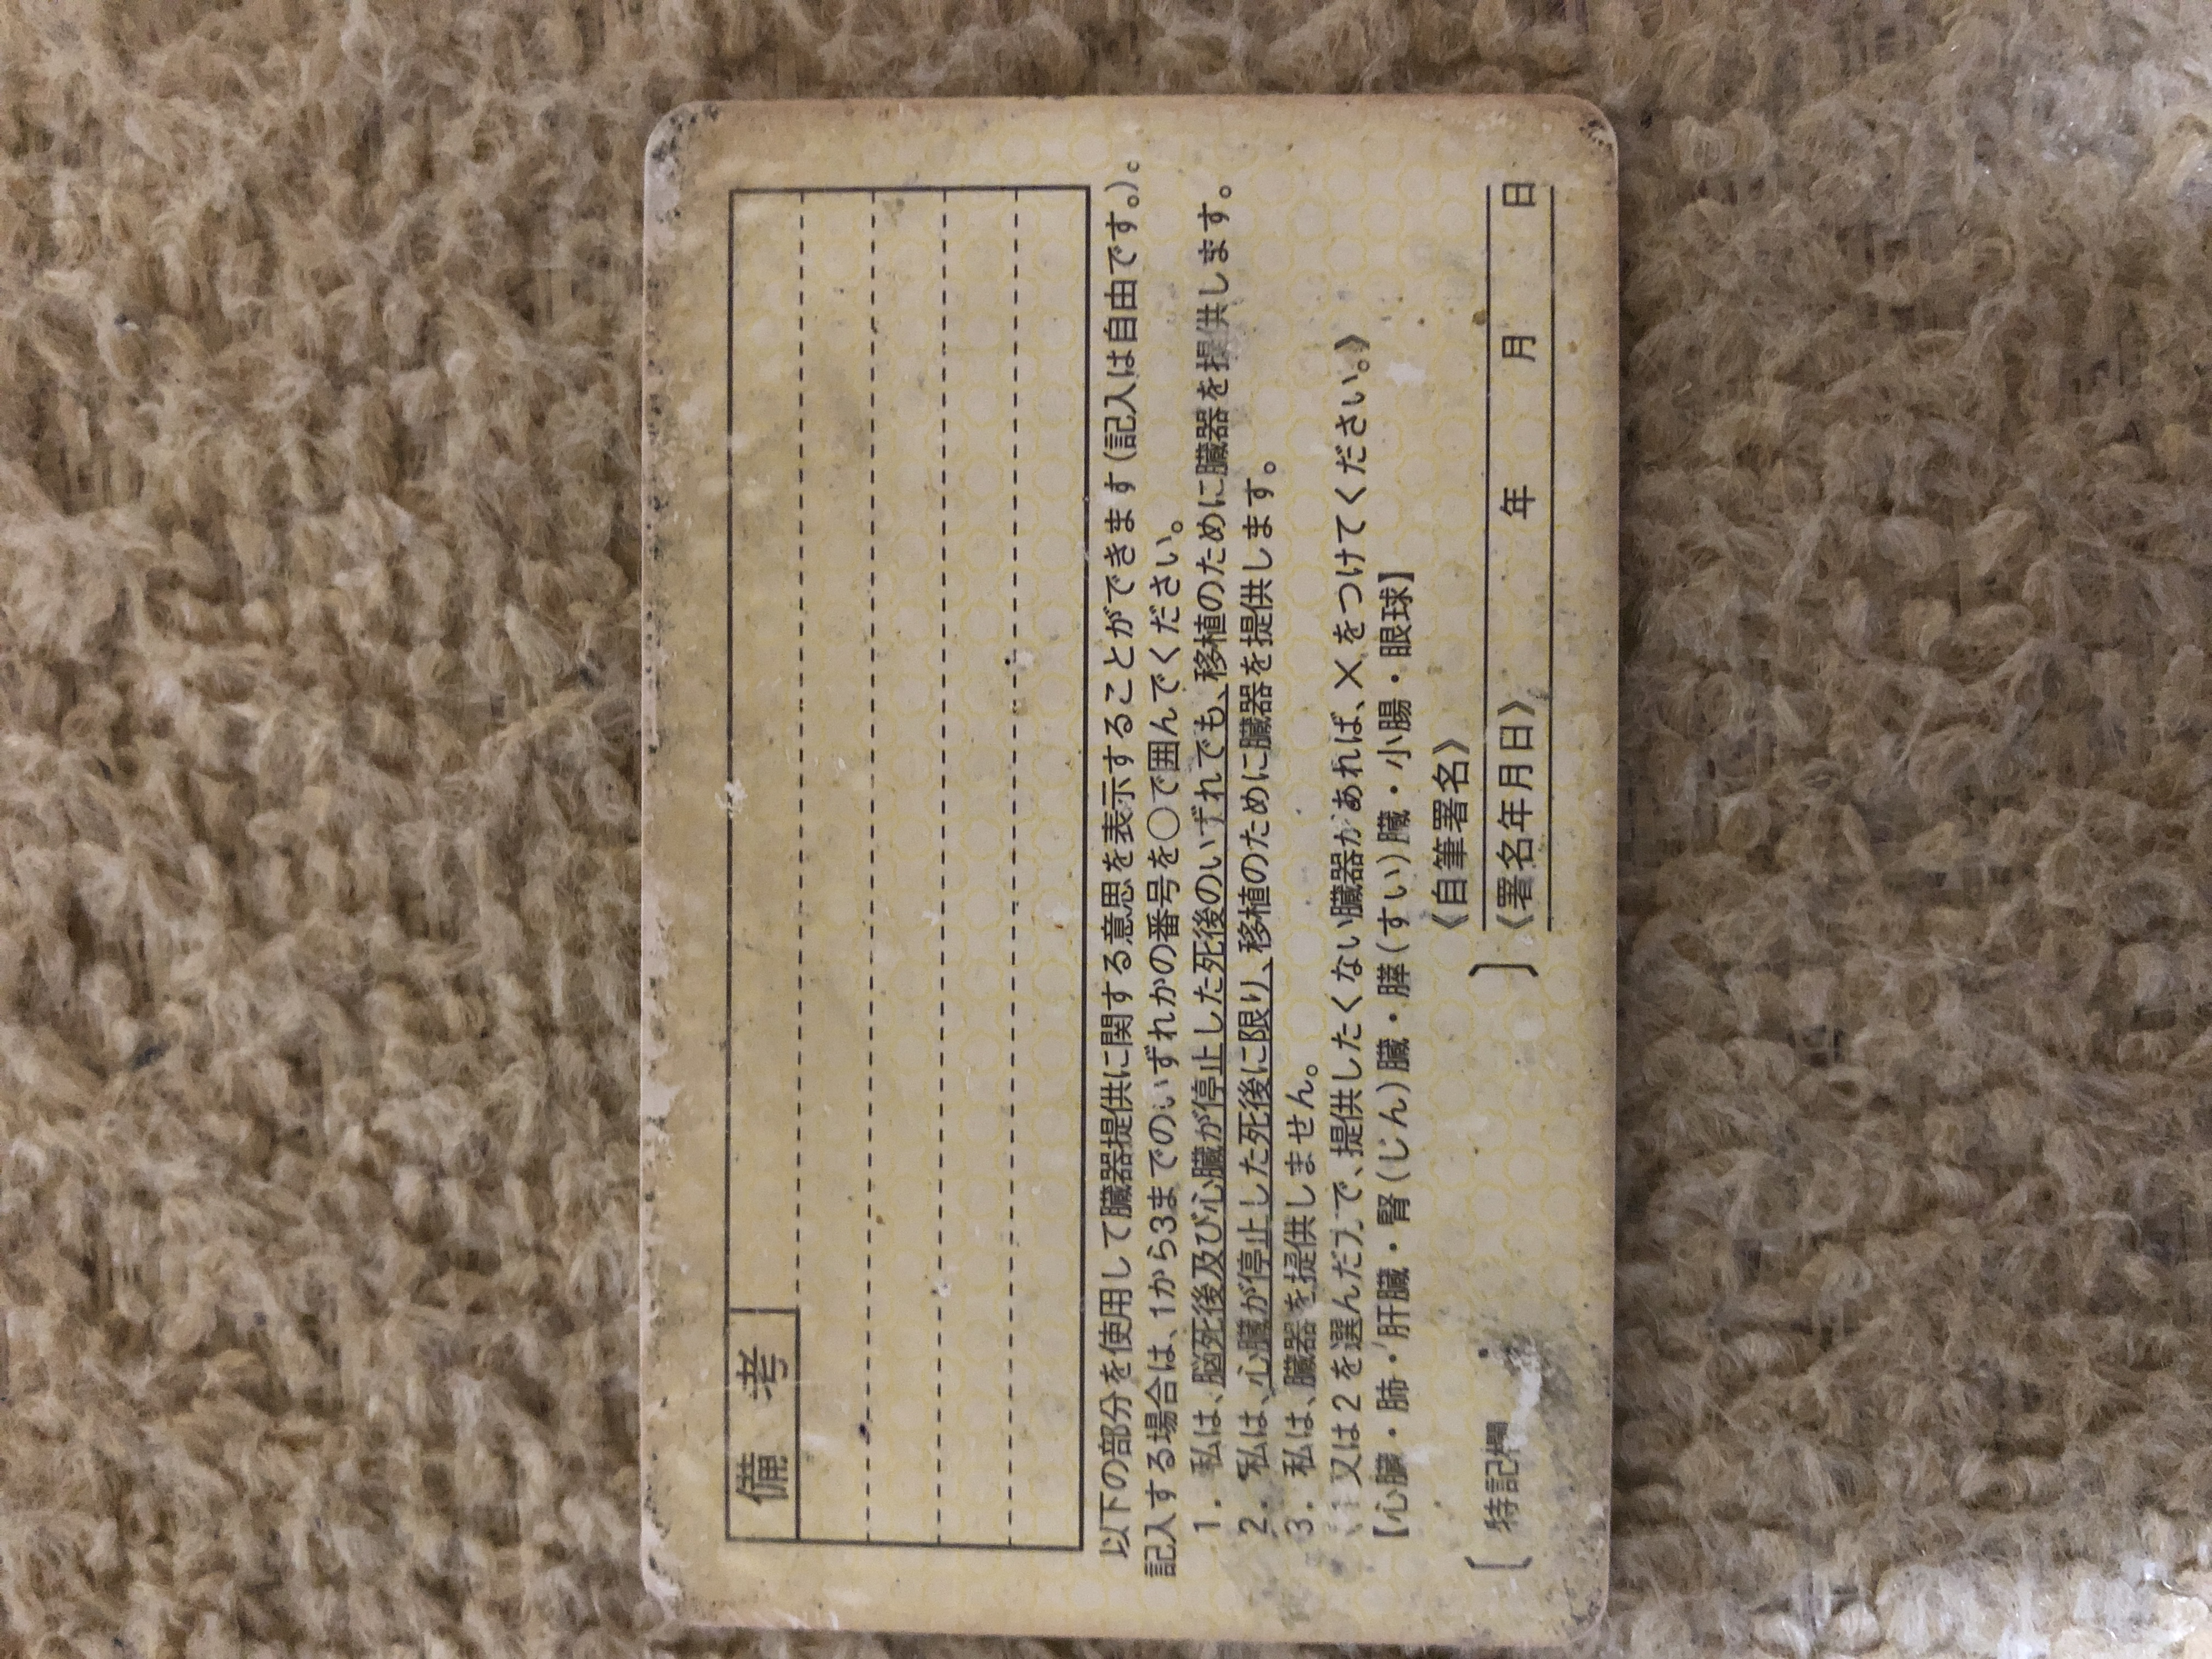 備 考
以下の部分を使用して臓器提供に関する意思を表示することができます(記入は自由です。)。
記入する場合は、1から3までのいずれかの番号を○で囲んでください。
1. 私は、脳死後及び心臓が停止した死後のいずれでも、移植のために臓器を提供します。
2. 私は、心臓が停止した死後に限り、移植のために臓器を提供します。
3. 私は、臓器を提供しません。
《1又は2を選んだ方で、提供したくない臓器があれば、×をつけてください。》
【心臓・肺・肝臓・腎(じん)臓・膵(すい)臓・小腸・眼球】
《自筆署名》
〔特記欄 〕
《署名年月日》 年 月 日